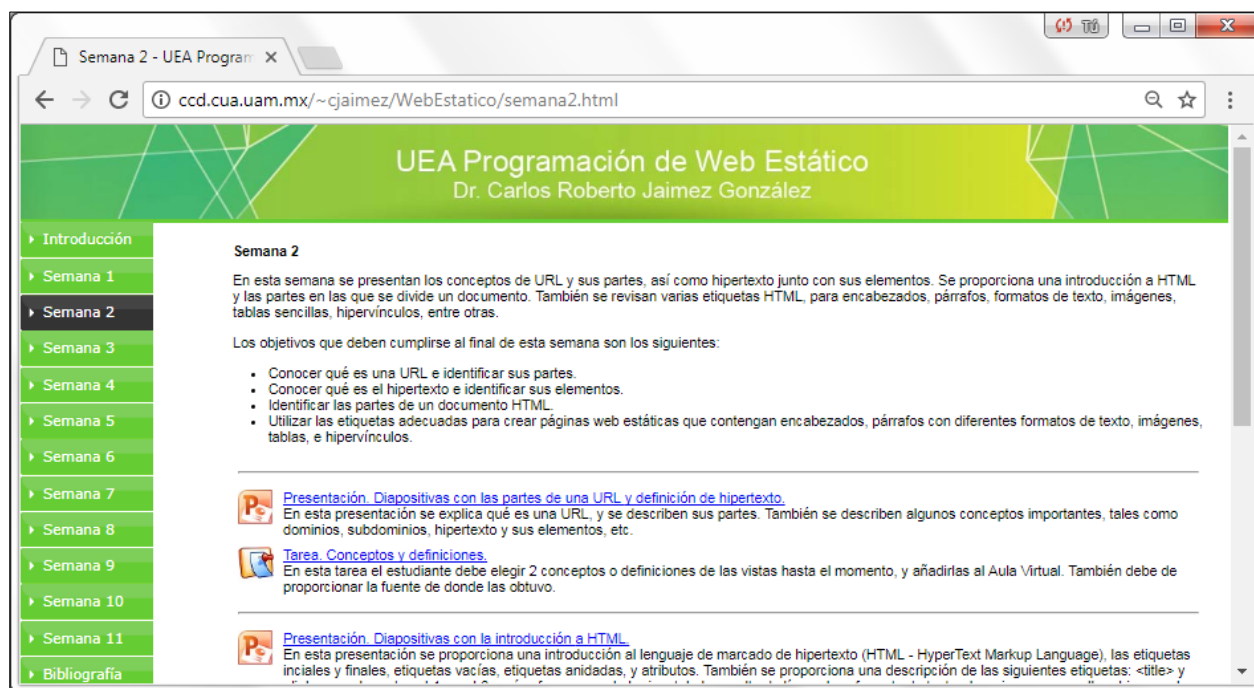 Tú
Semana 2 - UEA Program
ccd.cua.uam.mx/~cjaimez/WebEstatico/semana2.html
UEA Programación de Web Estático
Dr. Carlos Roberto Jaimez González
Introducción
Semana 1
Semana 2
Semana 3
Semana 4
Semana 5
Semana 6
Semana 7
Semana 8
Semana 9
Semana 10
Semana 11
Bibliografía
Semana 2
En esta semana se presentan los conceptos de URL y sus partes, así como hipertexto junto con sus elementos. Se proporciona una introducción a HTML
y las partes en las que se divide un documento. También se revisan varias etiquetas HTML, para encabezados, párrafos, formatos de texto, imágenes,
tablas sencillas, hipervínculos, entre otras.
Los objetivos que deben cumplirse al final de esta semana son los siguientes:
• Conocer qué es una URL e identificar sus partes.
• Conocer qué es el hipertexto e identificar sus elementos.
• Identificar las partes de un documento HTML.
• Utilizar las etiquetas adecuadas para crear páginas web estáticas que contengan encabezados, párrafos con diferentes formatos de texto, imágenes,
tablas, e hipervínculos.
Presentación. Diapositivas con las partes de una URL y definición de hipertexto.
En esta presentación se explica qué es una URL, y se describen sus partes. También se describen algunos conceptos importantes, tales como
dominios, subdominios, hipertexto y sus elementos, etc.
Tarea. Conceptos y definiciones.
En esta tarea el estudiante debe elegir 2 conceptos o definiciones de las vistas hasta el momento, y añadirlas al Aula Virtual. También debe de
proporcionar la fuente de donde las obtuvo.
Presentación. Diapositivas con la introducción a HTML.
En esta presentación se proporciona una introducción al lenguaje de marcado de hipertexto (HTML - HyperText Markup Language), las etiquetas
inciales y finales, etiquetas vacías, etiquetas anidadas, y atributos. También se proporciona una descripción de las siguientes etiquetas: <title> y